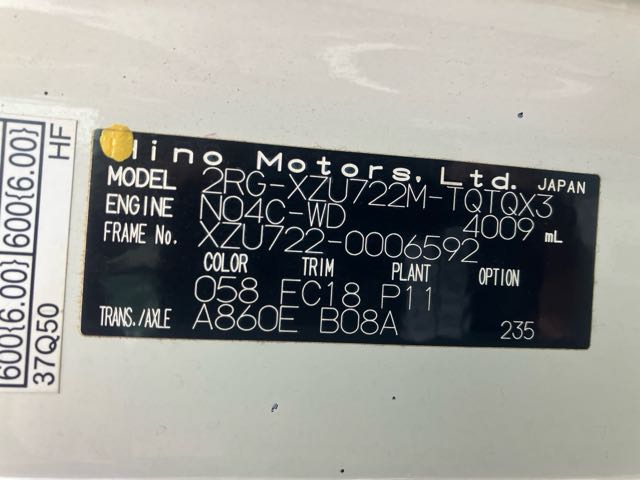 Hino Motors, Ltd. JAPAN
MODEL 2RG-XZU722M-TQTQX3
ENGINE N04C-WD 4009 mL
FRAME No. XZU722-0006592
COLOR TRIM PLANT OPTION
058 FC18 P11
TRANS./AXLE A860E B08A 235
600{6.00} 600{6.00}
37Q50 HF